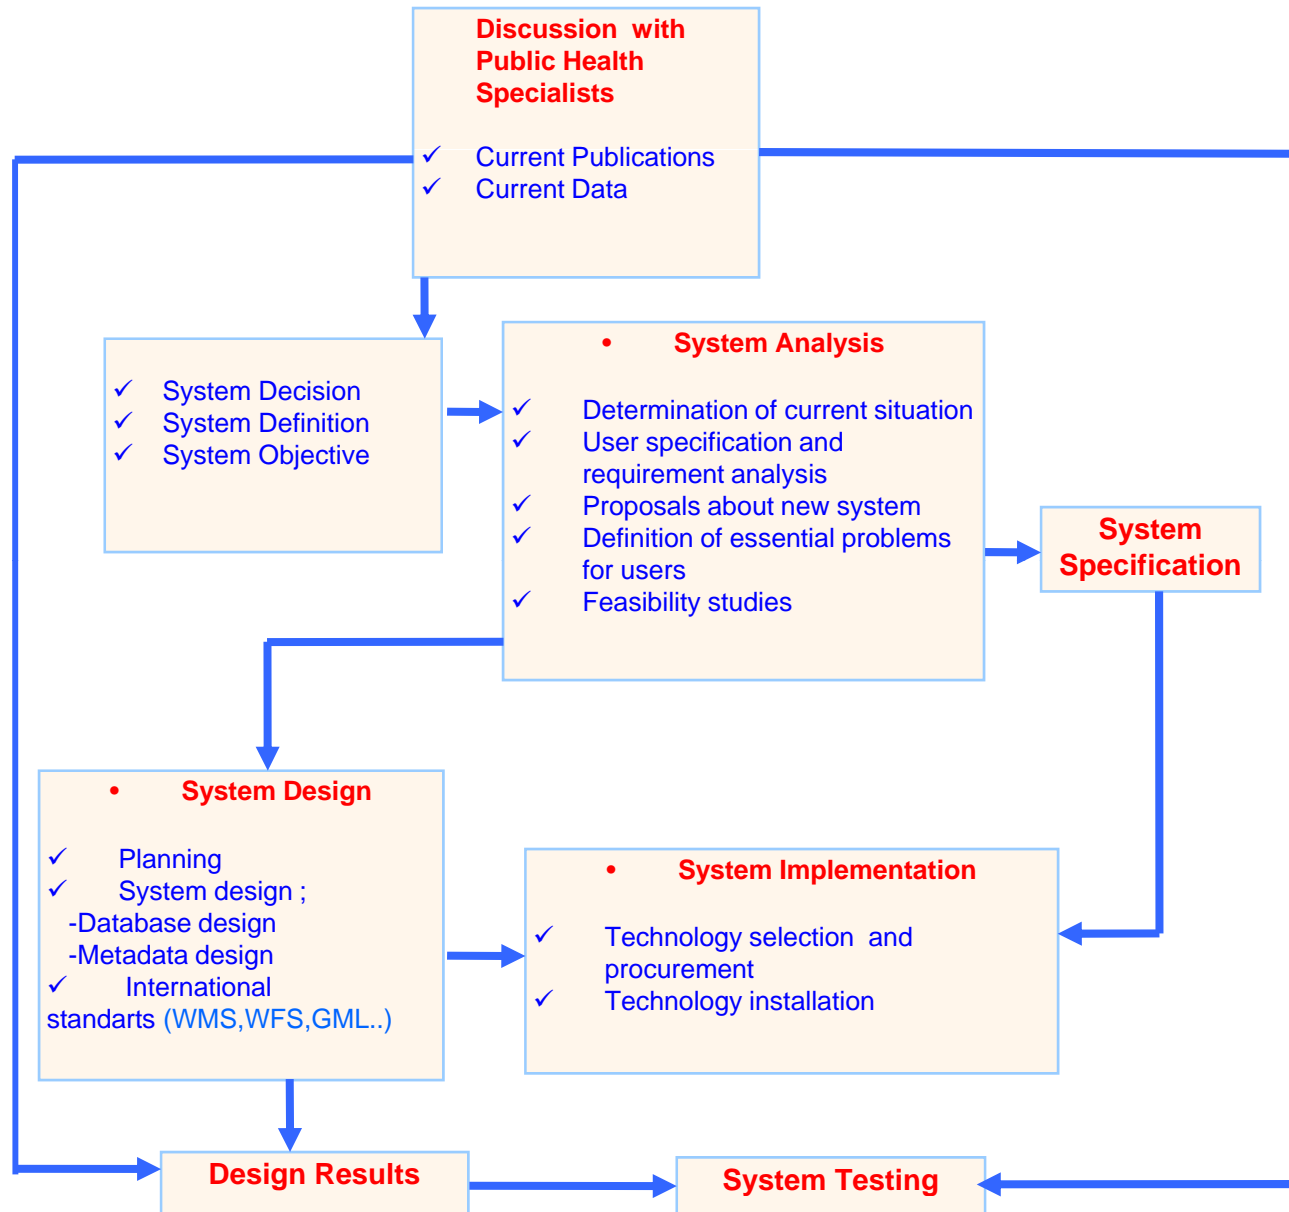 Discussion with
Public Health
Specialists
✓ Current Publications
✓ Current Data
✓ System Decision
✓ System Definition
✓ System Objective
• System Analysis
✓ Determination of current situation
✓ User specification and
requirement analysis
✓ Proposals about new system
✓ Definition of essential problems
for users
✓ Feasibility studies
System
Specification
• System Design
✓ Planning
✓ System design ;
-Database design
-Metadata design
✓ International
standarts (WMS,WFS,GML..)
• System Implementation
✓ Technology selection and
procurement
✓ Technology installation
Design Results
System Testing